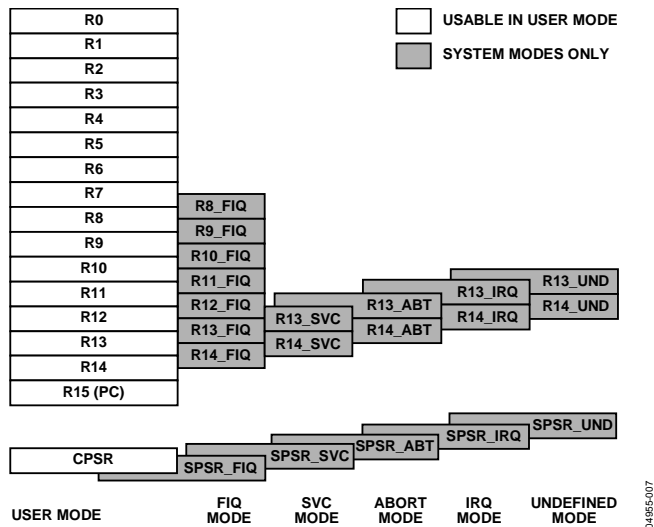 R0
R1
R2
R3
R4
R5
R6
R7
R8
R9
R10
R11
R12
R13
R14
R15 (PC)
R8_FIQ
R9_FIQ
R10_FIQ
R11_FIQ
R12_FIQ
R13_FIQ
R14_FIQ
R13_SVC
R14_SVC
R13_ABT
R14_ABT
R13_IRQ
R14_IRQ
R13_UND
R14_UND
USABLE IN USER MODE
SYSTEM MODES ONLY
CPSR
SPSR_FIQ
SPSR_SVC
SPSR_ABT
SPSR_IRQ
SPSR_UND
USER MODE
FIQ
MODE
SVC
MODE
ABORT
MODE
IRQ
MODE
UNDEFINED
MODE
04955-007